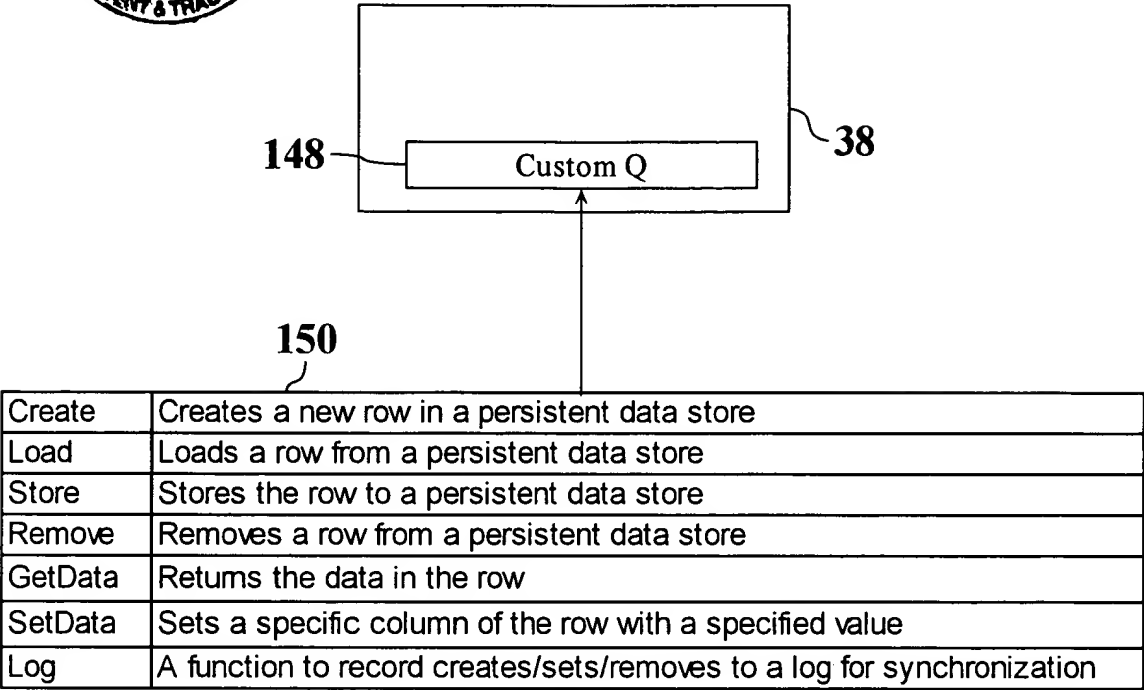 ENT & TRA
148
Custom Q
38
150
Create Creates a new row in a persistent data store
Load Loads a row from a persistent data store
Store Stores the row to a persistent data store
Remove Removes a row from a persistent data store
GetData Returns the data in the row
SetData Sets a specific column of the row with a specified value
Log A function to record creates/sets/removes to a log for synchronization